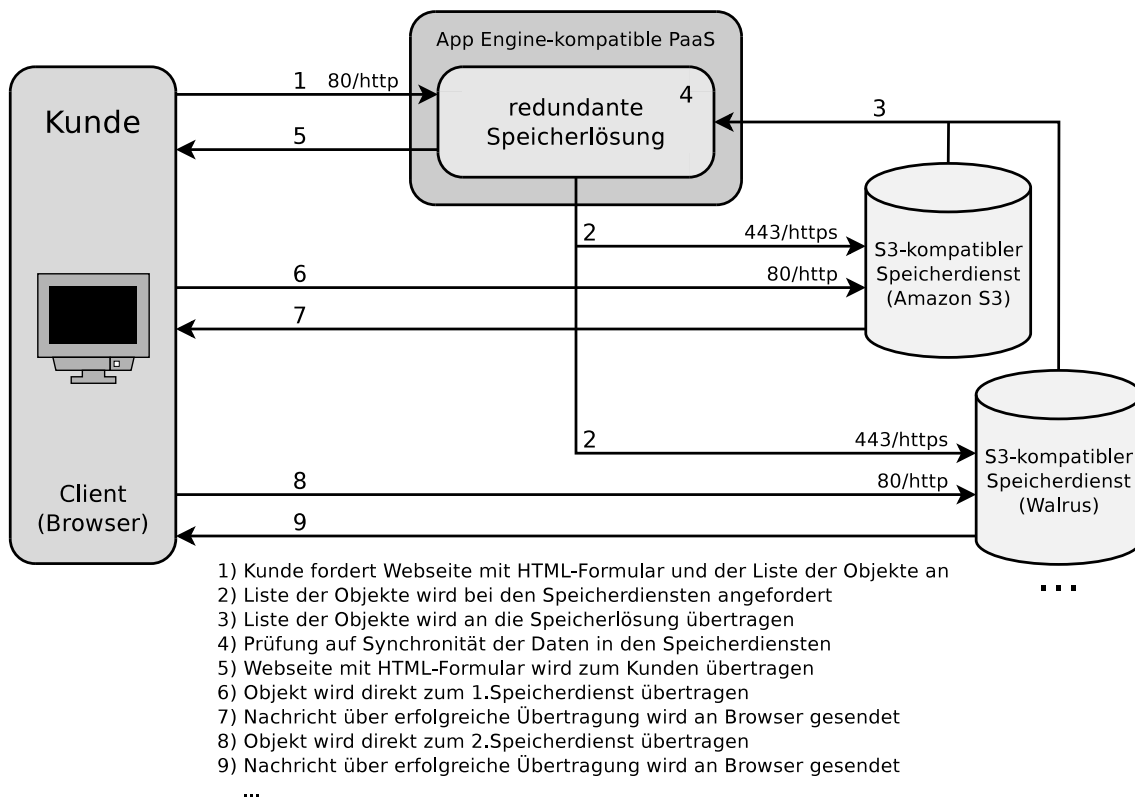 App Engine-kompatible PaaS
Kunde
1
80/http
redundante
Speicherlösung
4
3
5
2
443/https
S3-kompatibler
Speicherdienst
(Amazon S3)
6
80/http
7
2
443/https
S3-kompatibler
Speicherdienst
(Walrus)
Client
(Browser)
8
80/http
9
1) Kunde fordert Webseite mit HTML-Formular und der Liste der Objekte an
2) Liste der Objekte wird bei den Speicherdiensten angefordert
3) Liste der Objekte wird an die Speicherlösung übertragen
4) Prüfung auf Synchronität der Daten in den Speicherdiensten
5) Webseite mit HTML-Formular wird zum Kunden übertragen
6) Objekt wird direkt zum 1.Speicherdienst übertragen
7) Nachricht über erfolgreiche Übertragung wird an Browser gesendet
8) Objekt wird direkt zum 2.Speicherdienst übertragen
9) Nachricht über erfolgreiche Übertragung wird an Browser gesendet
...
...